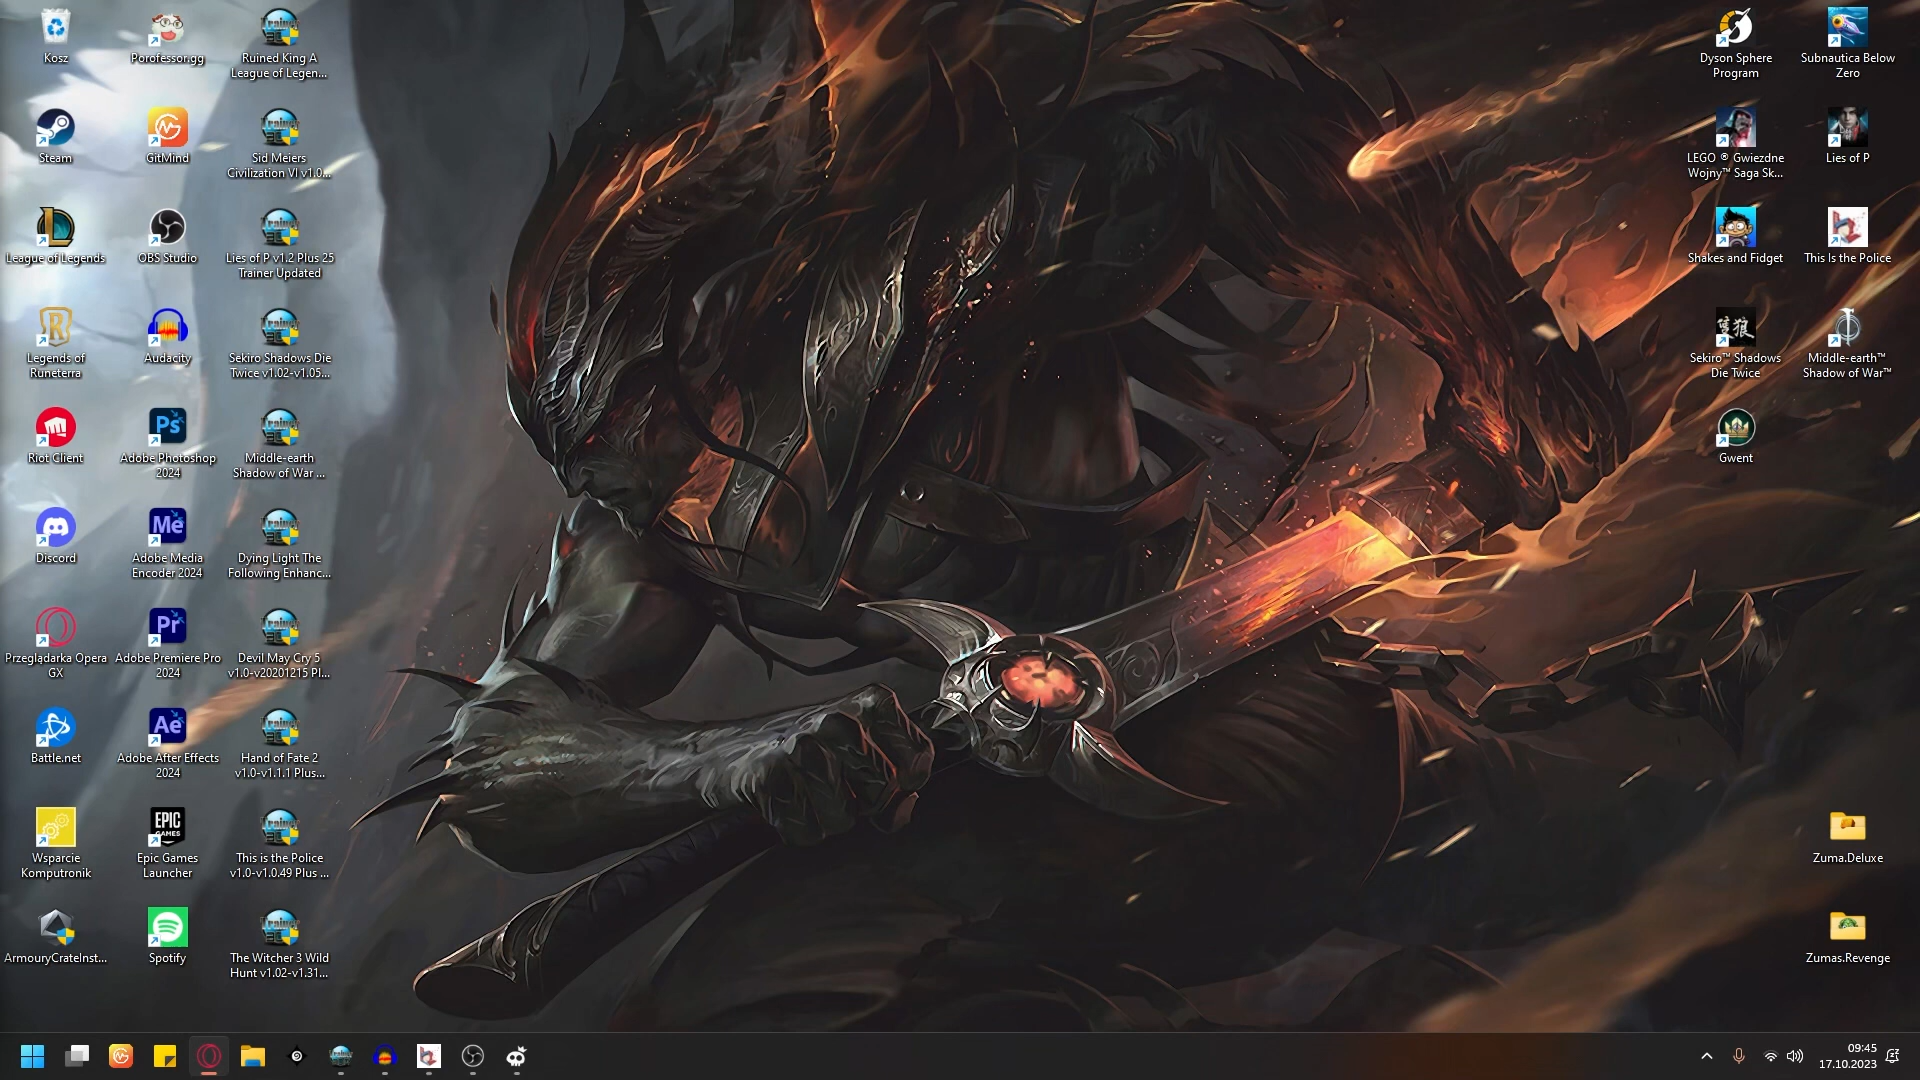 Kosz
Porofessor.gg
Ruined King A
League of Legen...
Steam
GitMind
Sid Meiers
Civilization VI v1.0...
League of Legends
OBS Studio
Lies of P v1.2 Plus 25
Trainer Updated
Legends of
Runeterra
Audacity
Sekiro Shadows Die
Twice v1.02-v1.05...
Riot Client
Adobe Photoshop
2024
Middle-earth
Shadow of War ...
Discord
Adobe Media
Encoder 2024
Dying Light The
Following Enhanc...
Przeglądarka Opera
GX
Adobe Premiere Pro
2024
Devil May Cry 5
v1.0-v20201215 Pl...
Battle.net
Adobe After Effects
2024
Hand of Fate 2
v1.0-v1.1.1 Plus...
Wsparcie
Komputronik
Epic Games
Launcher
This is the Police
v1.0-v1.0.49 Plus ...
ArmouryCrateInst...
Spotify
The Witcher 3 Wild
Hunt v1.02-v1.31...
Dyson Sphere
Program
Subnautica Below
Zero
LEGO ® Gwiezdne
Wojny™ Saga Sk...
Lies of P
Shakes and Fidget
This Is the Police
Sekiro™ Shadows
Die Twice
Middle-earth™
Shadow of War™
Gwent
Zuma.Deluxe
Zumas.Revenge
Ps
Me
Pr
Ae
EPIC
GAMES
隻狼
09:45
17.10.2023